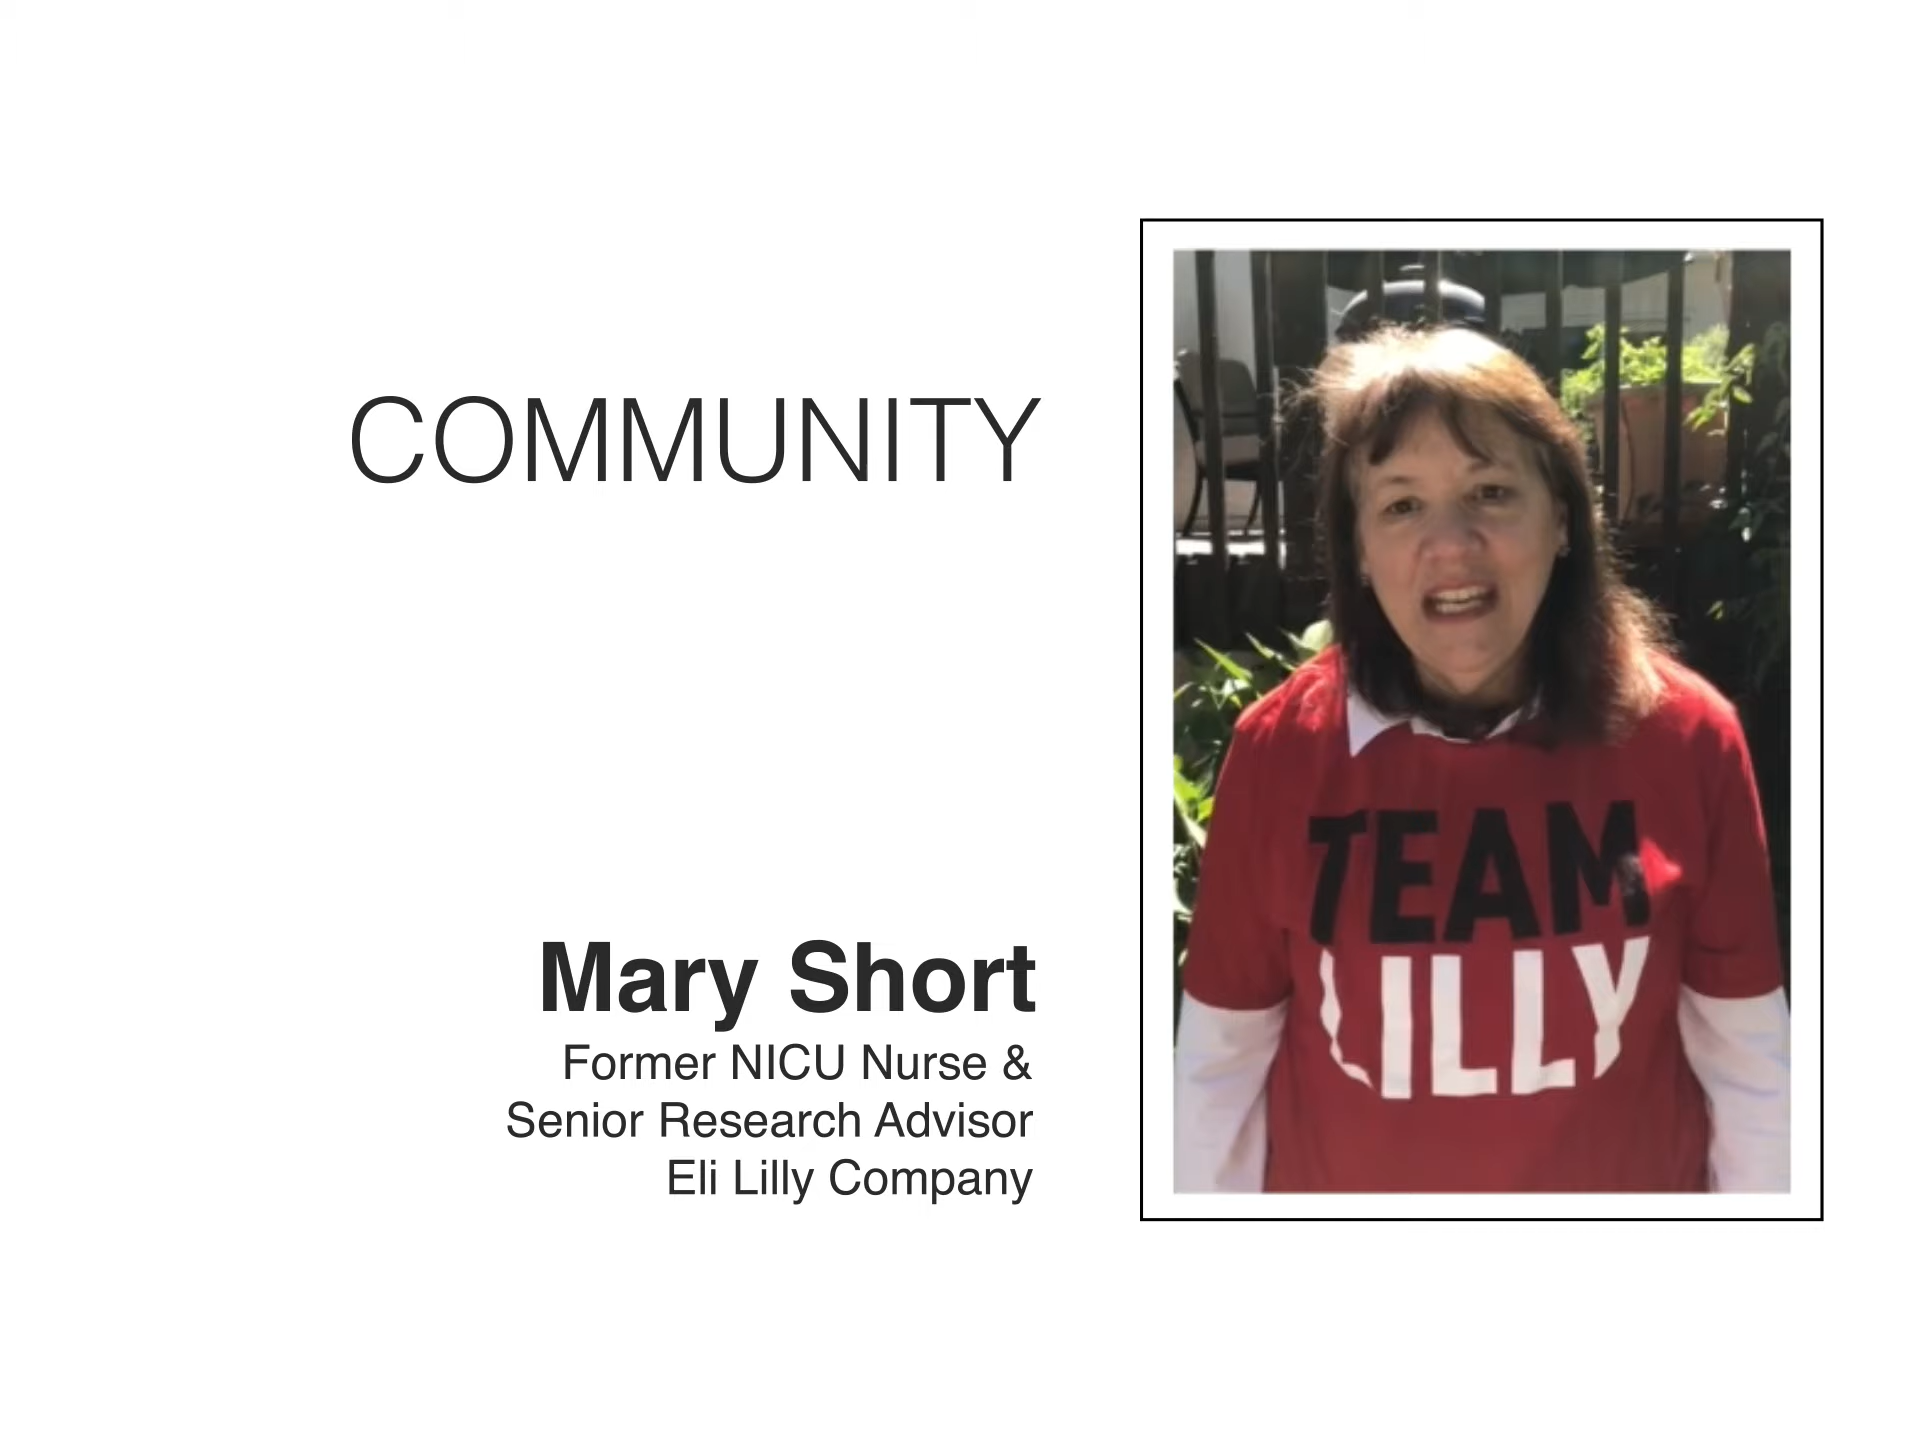 COMMUNITY
Mary Short
Former NICU Nurse &
Senior Research Advisor
Eli Lilly Company
TEAM
LILLY